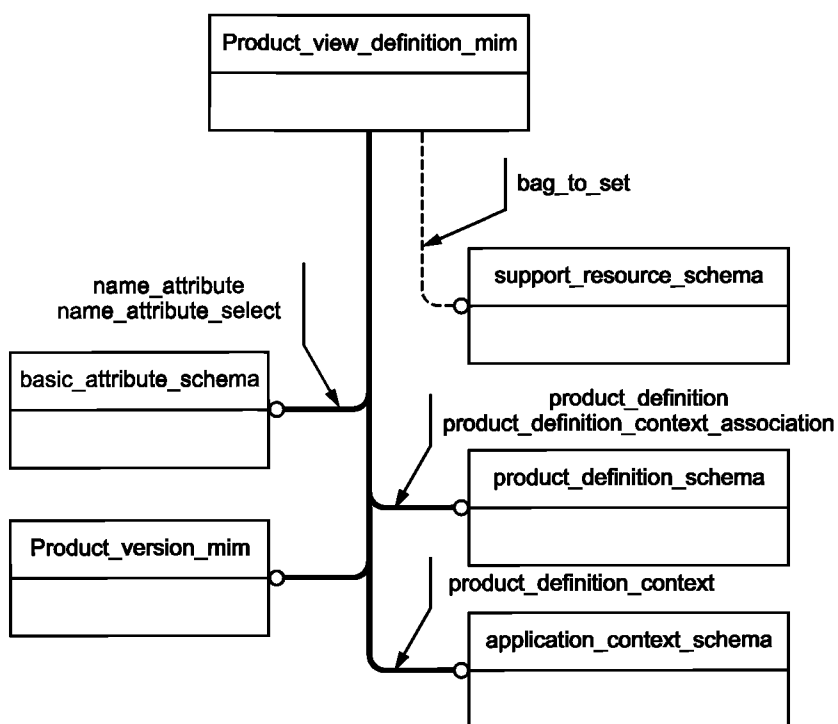 Product_view_definition_mim
bag_to_set
support_resource_schema
name_attribute
name_attribute_select
basic_attribute_schema
product_definition
product_definition_context_association
product_definition_schema
Product_version_mim
product_definition_context
application_context_schema